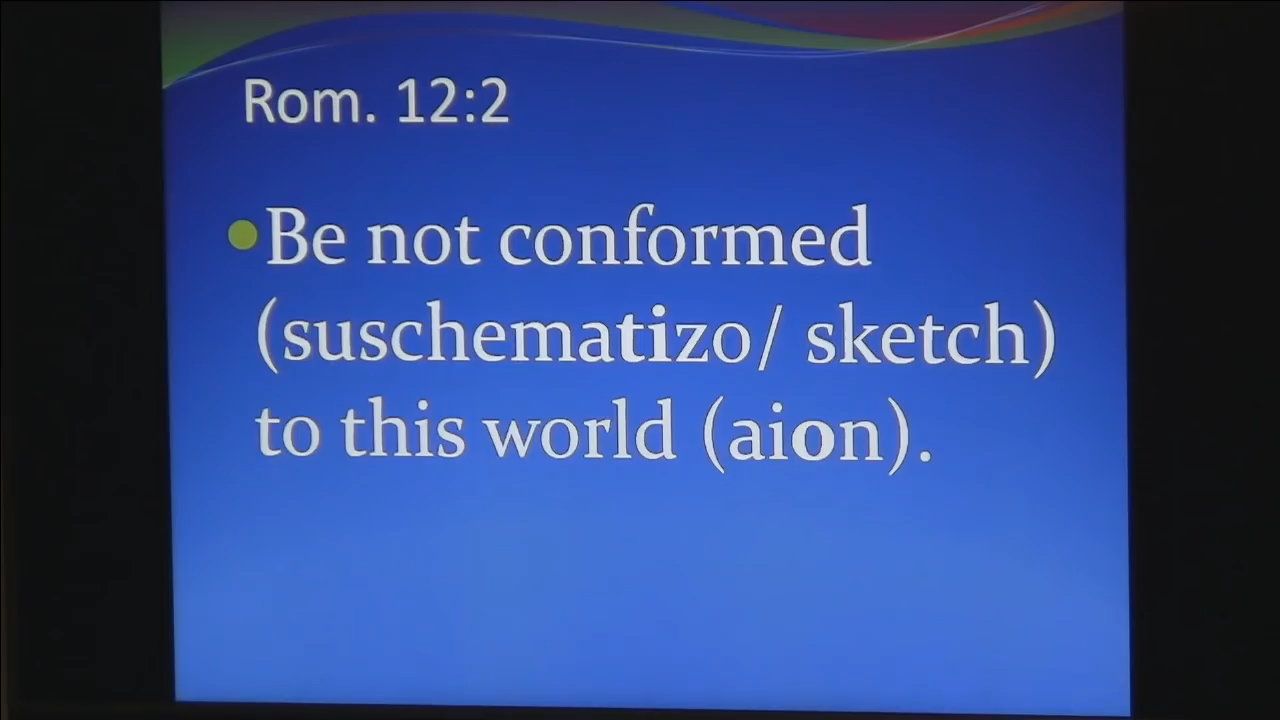 Rom. 12:2
Be not conformed
(suschematizo/ sketch)
to this world (aion).